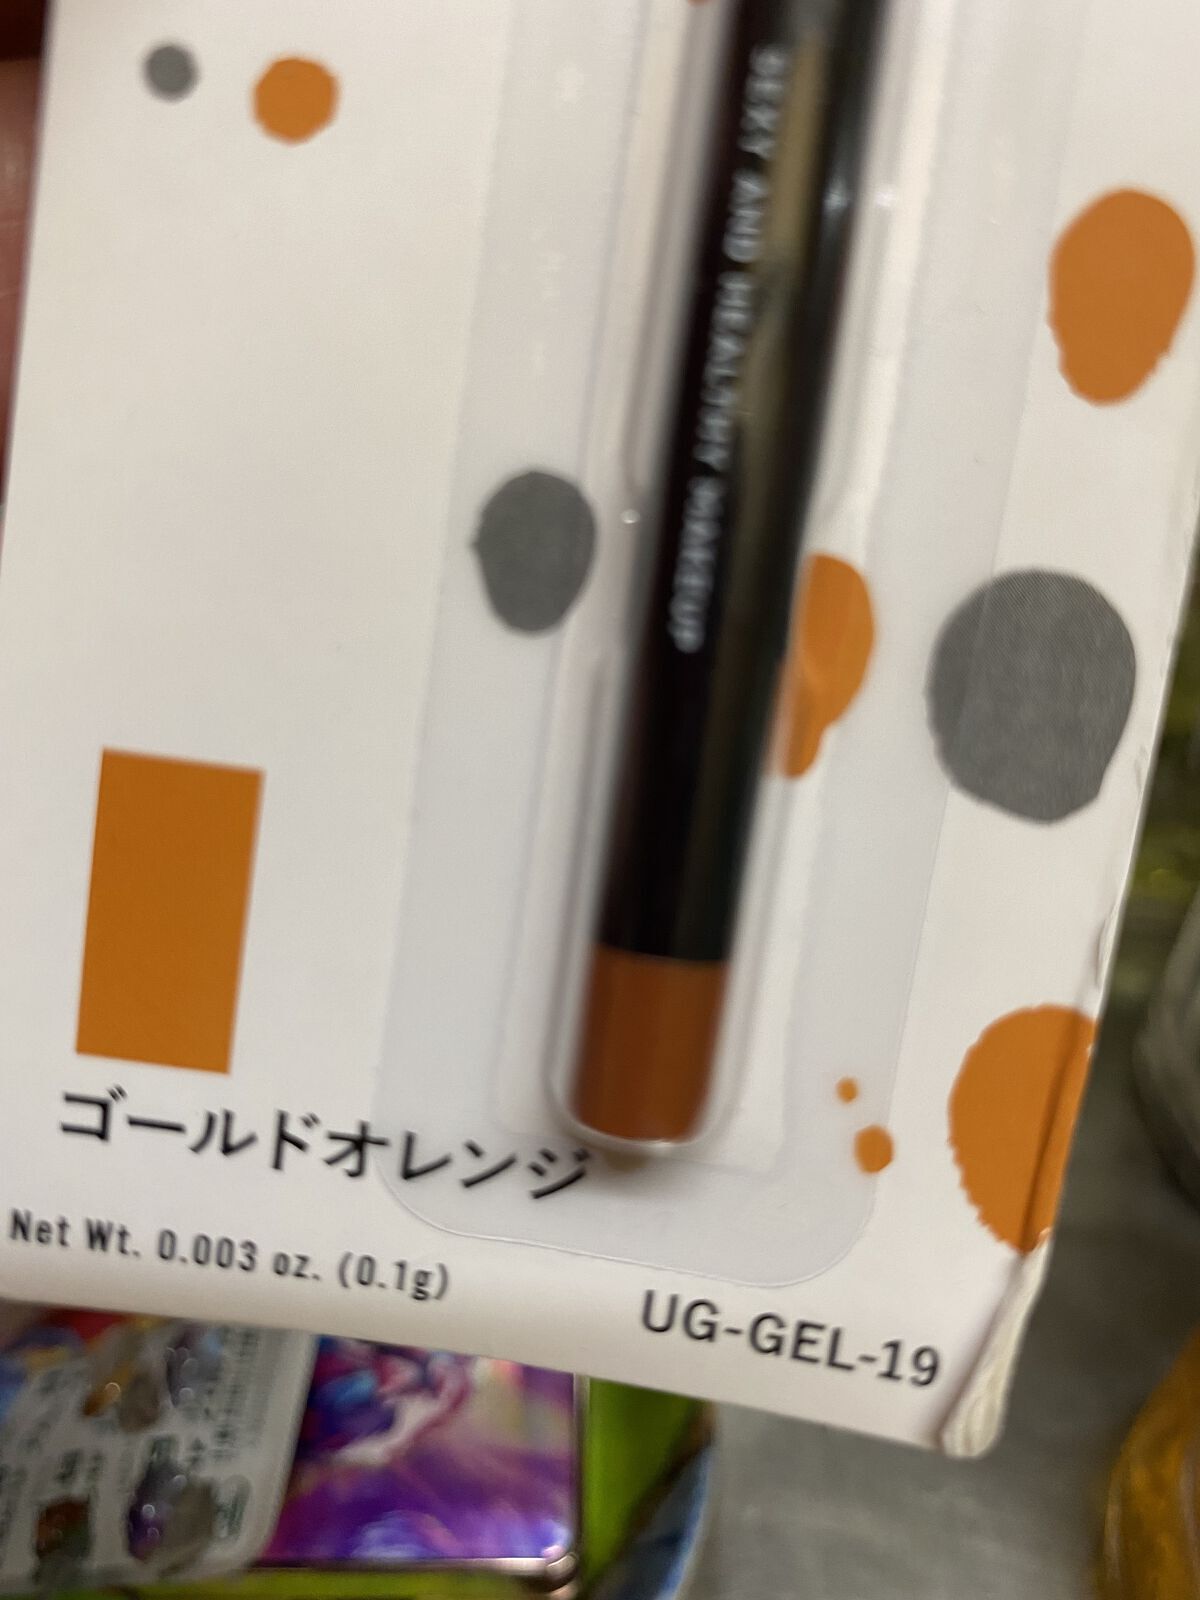 SEXY AND HEALTHY MAKEUP
ゴールドオレンジ
Net Wt. 0.003 oz. (0.1g)
UG-GEL-19